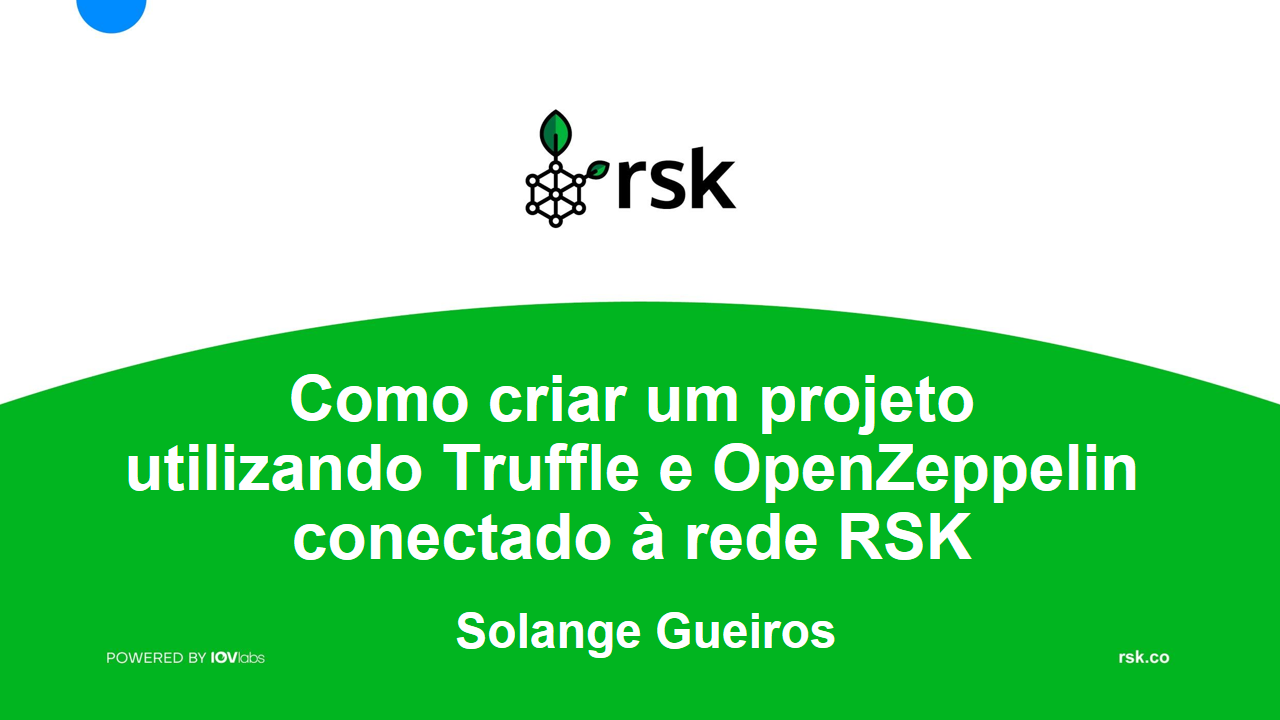 rsk
Como criar um projeto
utilizando Truffle e OpenZeppelin
conectado à rede RSK
Solange Gueiros
POWERED BY IOVlabs
rsk.co